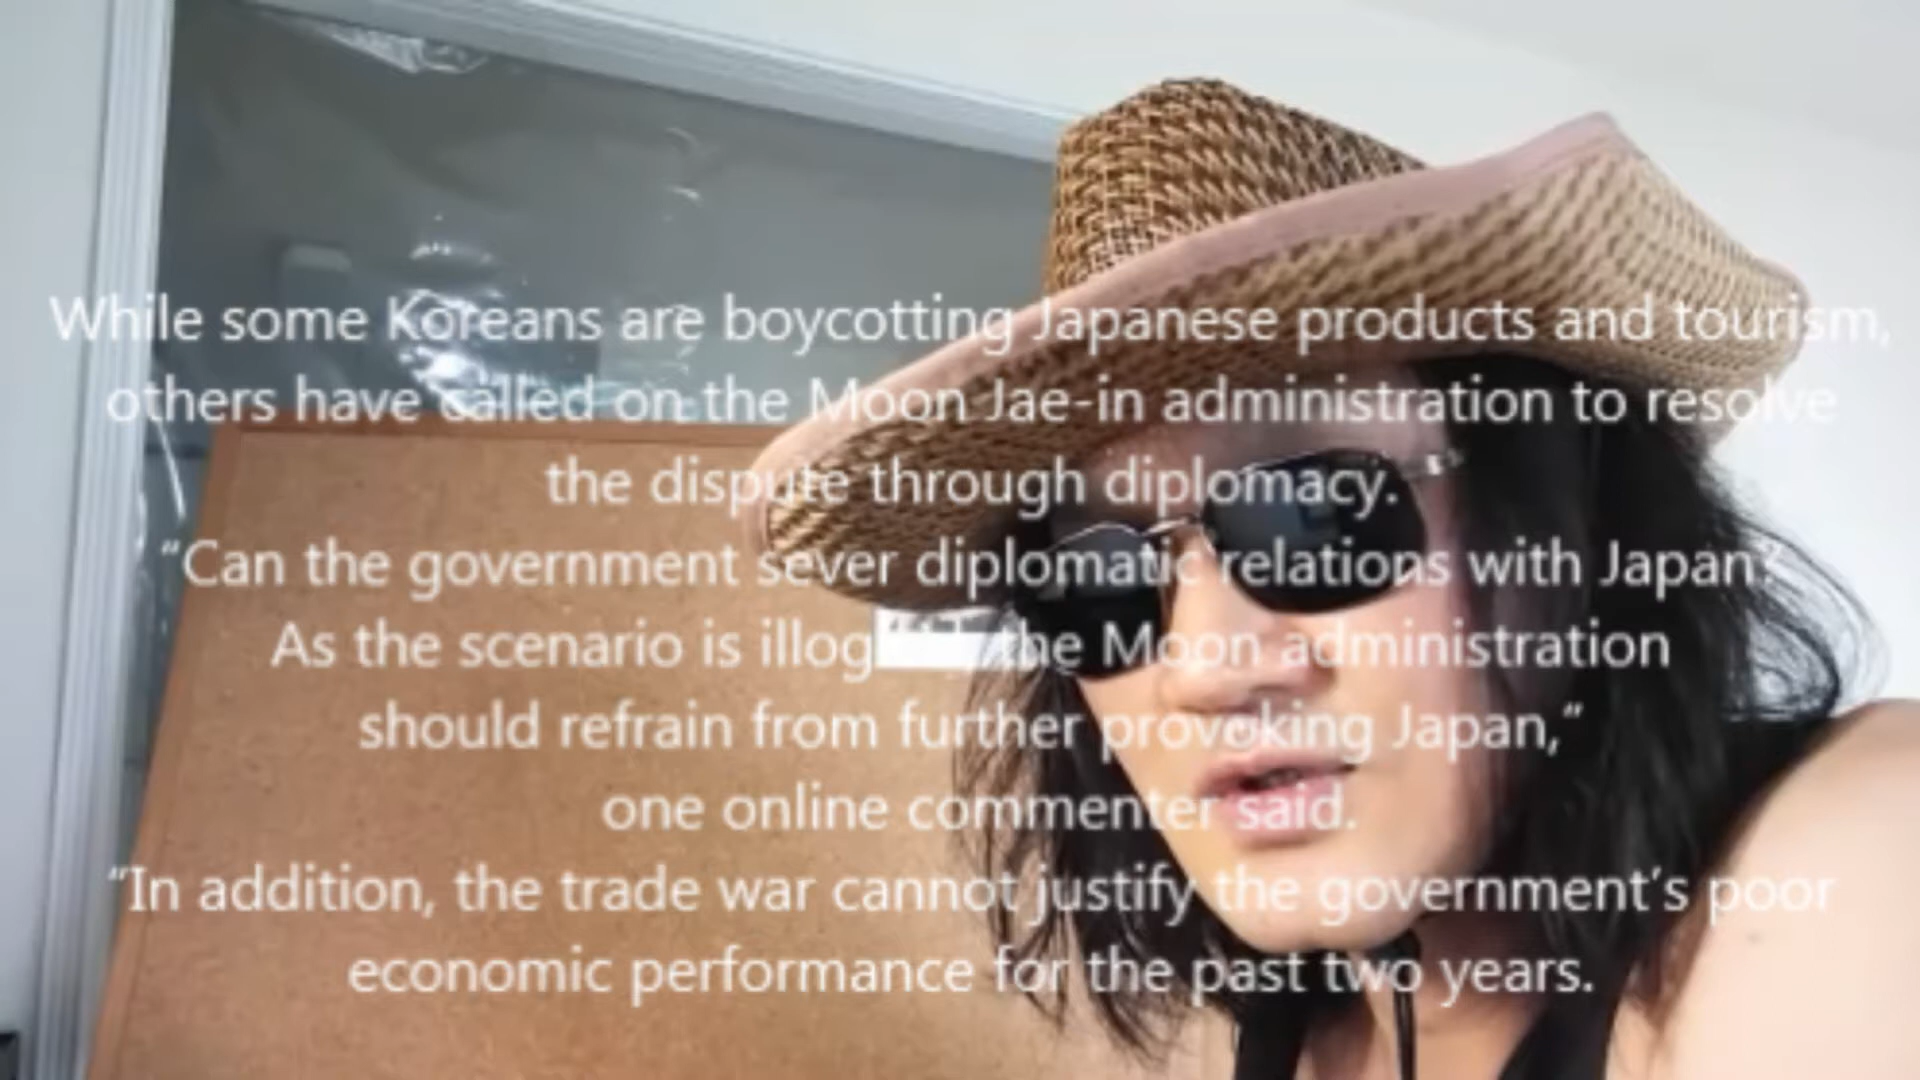 While some Koreans are boycotting Japanese products and tourism,
others have called on the Moon Jae-in administration to resolve
the dispute through diplomacy.
“Can the government sever diplomatic relations with Japan?
As the scenario is illog the Moon administration
should refrain from further provoking Japan,”
one online commenter said.
“In addition, the trade war cannot justify the government’s poor
economic performance for the past two years.